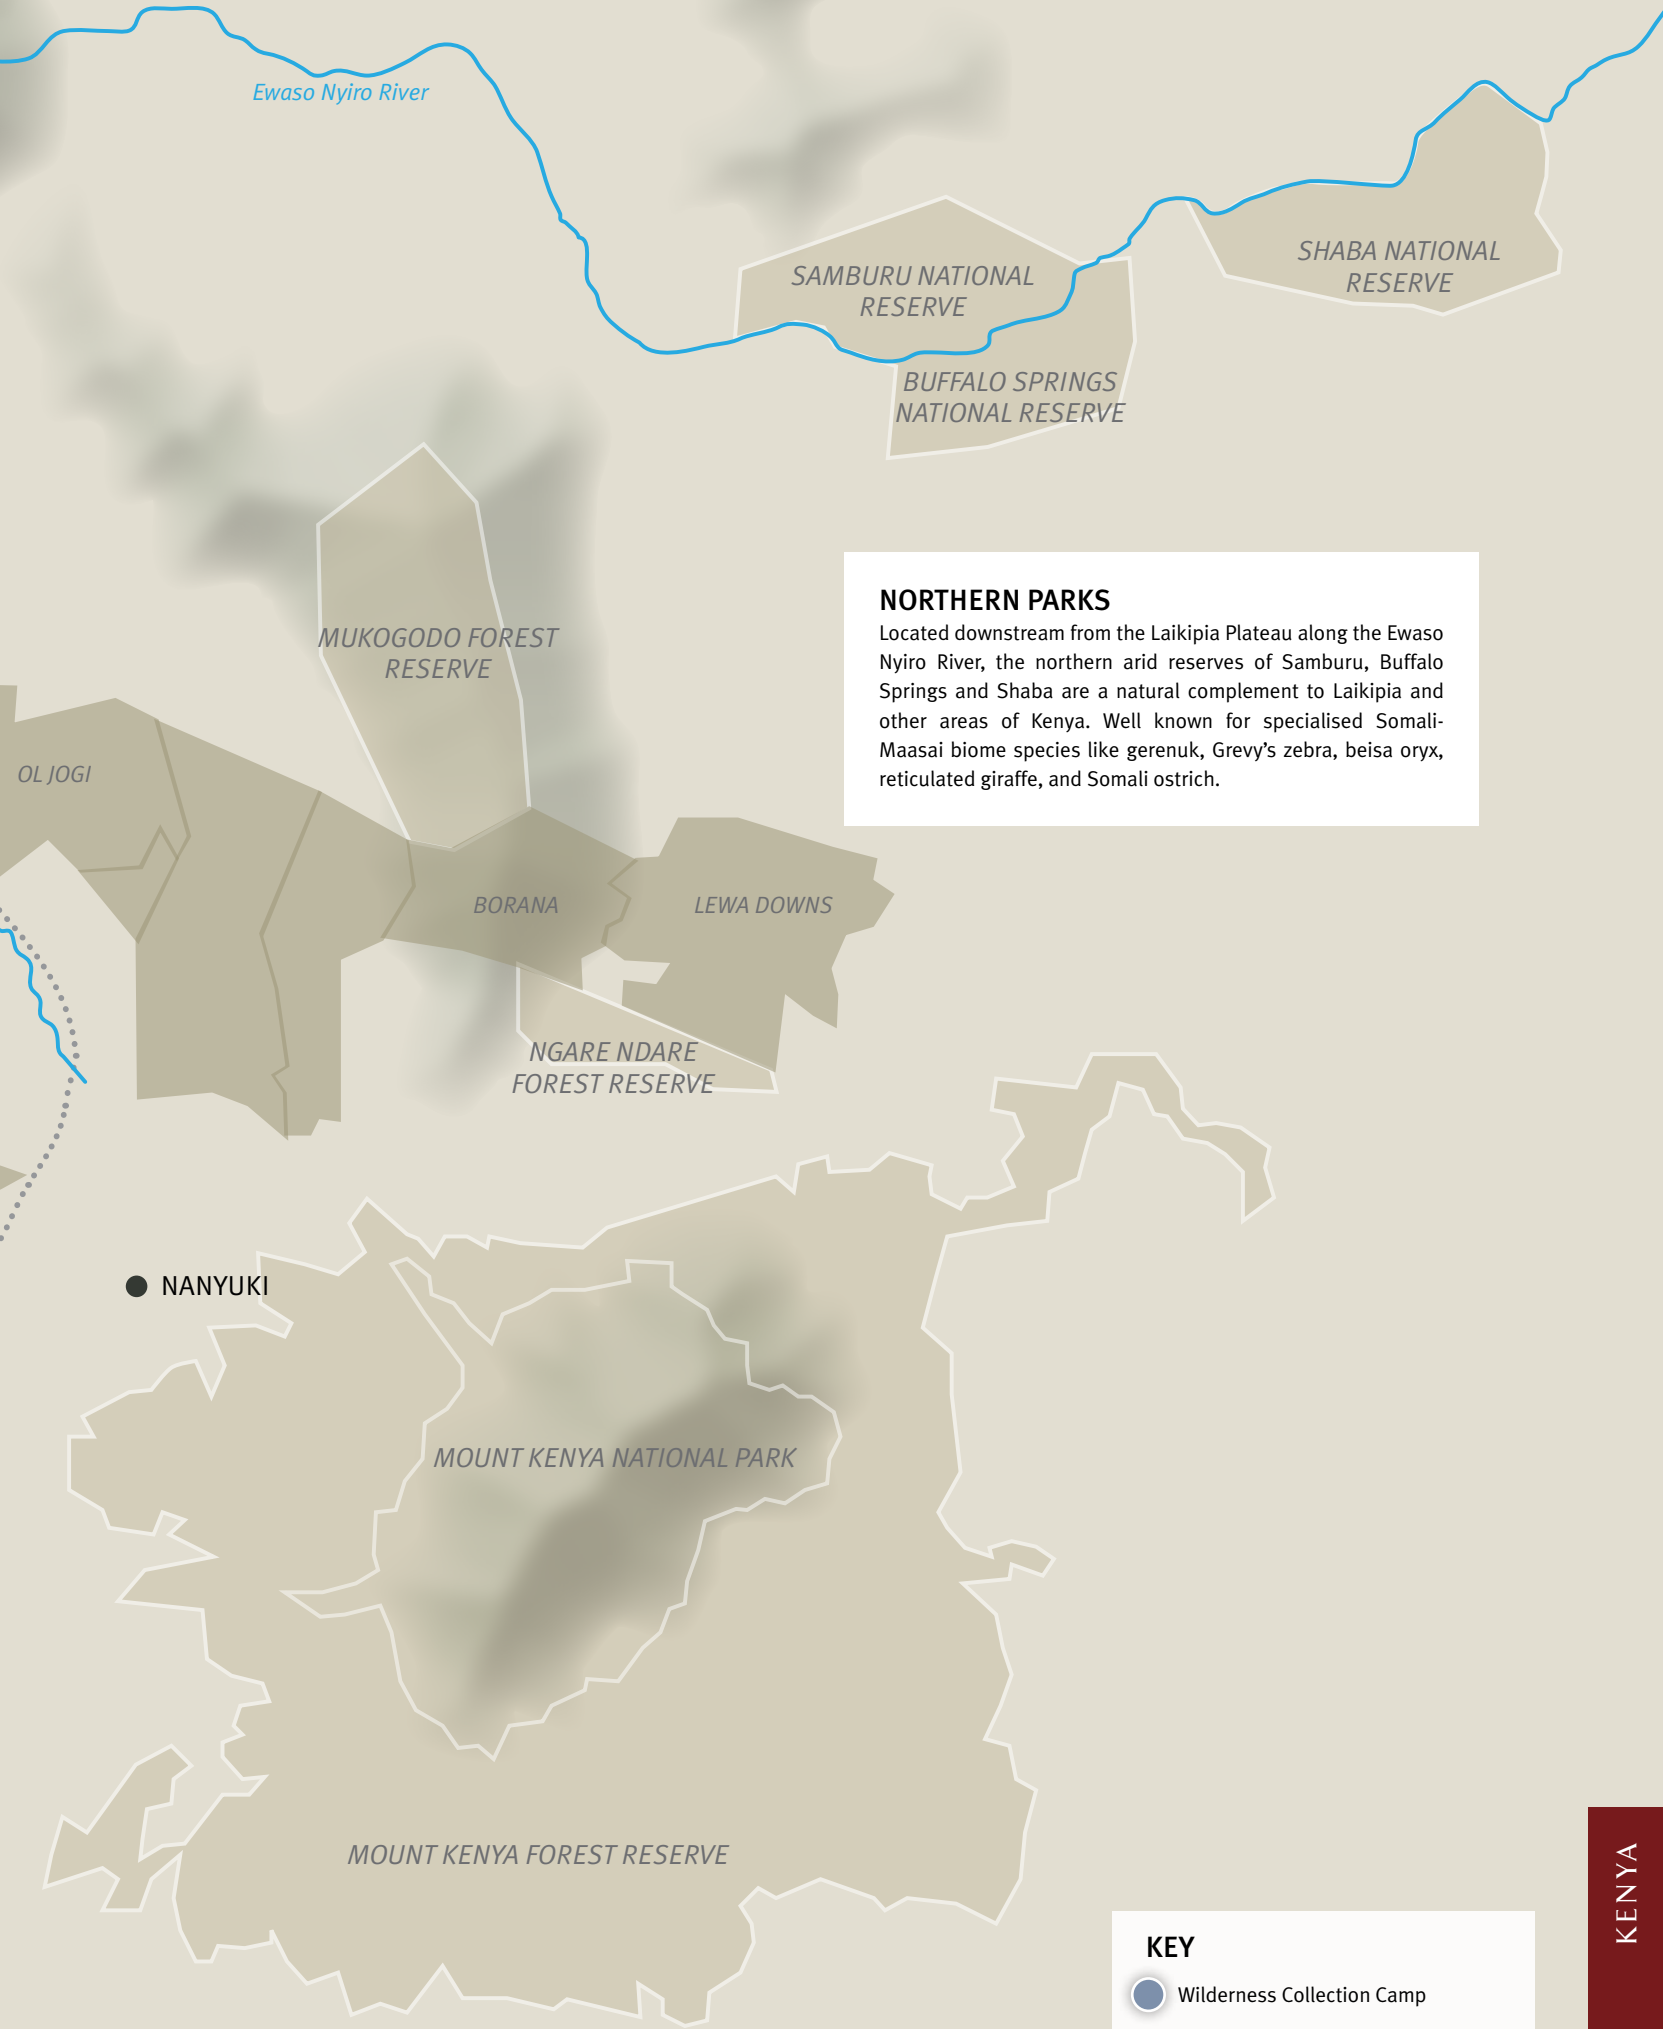 Ewaso Nyiro River
SHABA NATIONAL
RESERVE
SAMBURU NATIONAL
RESERVE
BUFFALO SPRINGS
NATIONAL RESERVE
NORTHERN PARKS
Located downstream from the Laikipia Plateau along the Ewaso
Nyiro River, the northern arid reserves of Samburu, Buffalo
Springs and Shaba are a natural complement to Laikipia and
other areas of Kenya. Well known for specialised Somali-
Maasai biome species like gerenuk, Grevy’s zebra, beisa oryx,
reticulated giraffe, and Somali ostrich.
MUKOGODO FOREST
RESERVE
OL JOGI
BORANA
LEWA DOWNS
NGARE NDARE
FOREST RESERVE
NANYUKI
MOUNT KENYA NATIONAL PARK
MOUNT KENYA FOREST RESERVE
KENYA
KEY
Wilderness Collection Camp